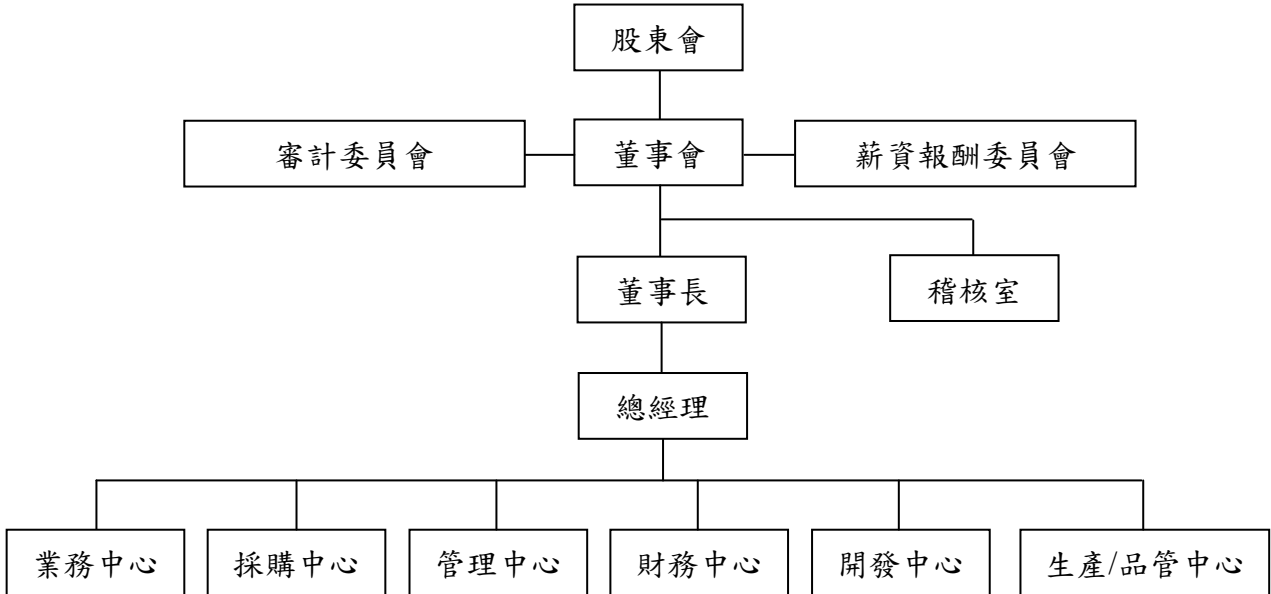 股東會
審計委員會
董事會
薪資報酬委員會
董事長
稽核室
總經理
業務中心
採購中心
管理中心
財務中心
開發中心
生產/品管中心